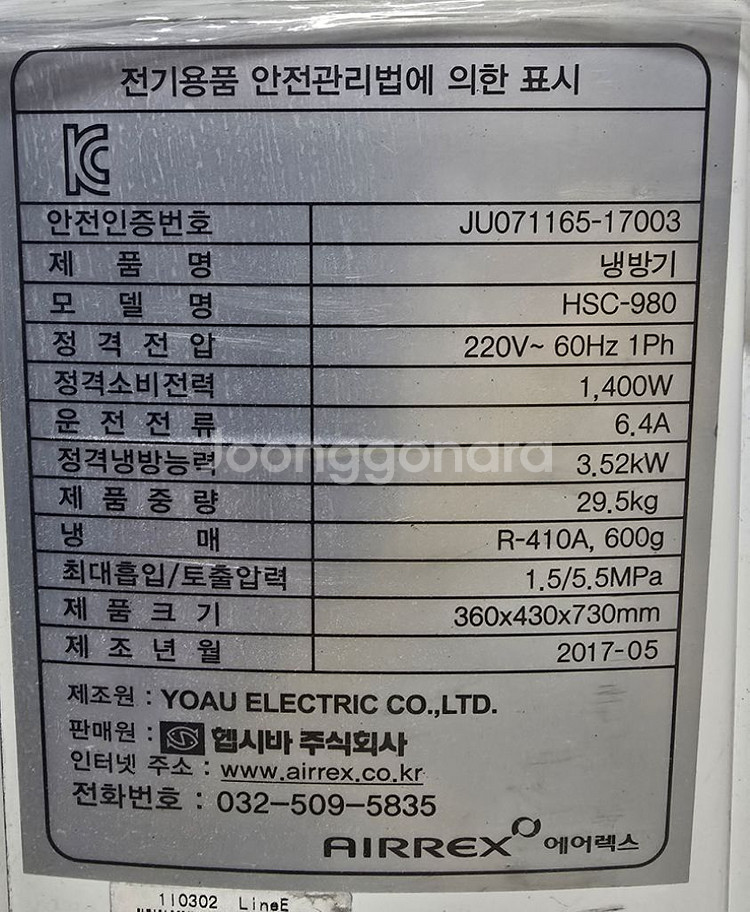 전기용품 안전관리법에 의한 표시
안전인증번호 JU071165-17003
제 품 명 냉방기
모 델 명 HSC-980
정 격 전 압 220V~ 60Hz 1Ph
정격소비전력 1,400W
운 전 전 류 6.4A
정격냉방능력 3.52kW
제 품 중 량 29.5kg
냉 매 R-410A, 600g
최대흡입/토출압력 1.5/5.5MPa
제 품 크 기 360x430x730mm
제 조 년 월 2017-05
제조원 : YOAU ELECTRIC CO.,LTD.
판매원 : 헵시바 주식회사
인터넷 주소 : www.airrex.co.kr
전화번호 : 032-509-5835
AIRREX 에어렉스
110302 LineE
Joonggonara